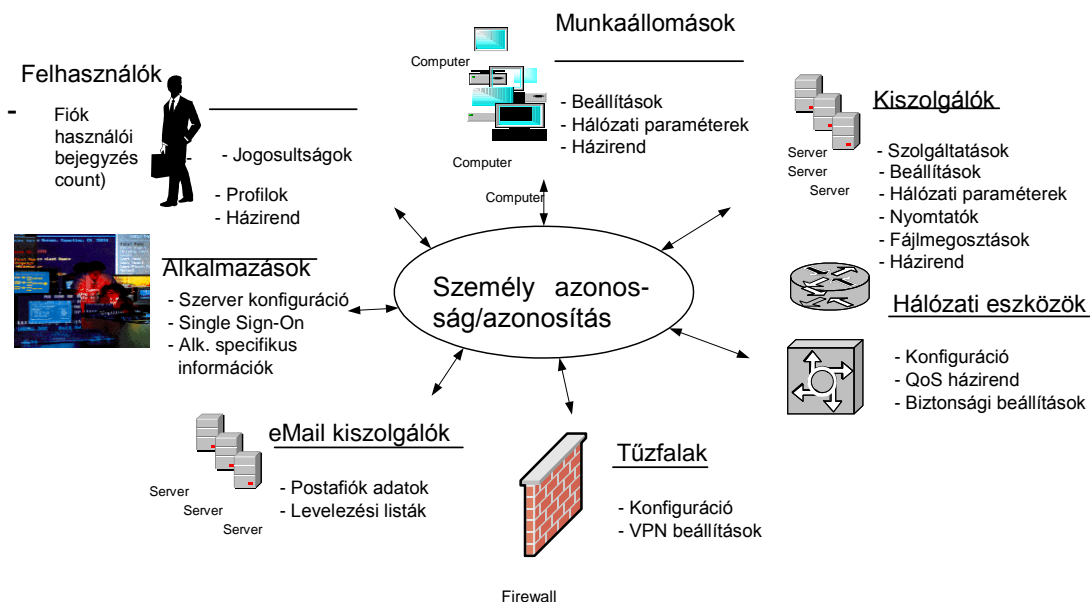 Munkaállomások
Computer
- Beállítások
- Hálózati paraméterek
- Házirend
Computer
Computer
Felhasználók
-
Fiók
használói
bejegyzés
count)
- Jogosultságok
- Profilok
- Házirend
Kiszolgálók
Server
Server
Server
- Szolgáltatások
- Beállítások
- Hálózati paraméterek
- Nyomtatók
- Fájlmegosztások
- Házirend
Alkalmazások
- Szerver konfiguráció
- Single Sign-On
- Alk. specifikus
információk
Személy azonos-
ság/azonosítás
Hálózati eszközök
- Konfiguráció
- QoS házirend
- Biztonsági beállítások
eMail kiszolgálók
Server
Server
Server
- Postafiók adatok
- Levelezési listák
Tűzfalak
- Konfiguráció
- VPN beállítások
Firewall